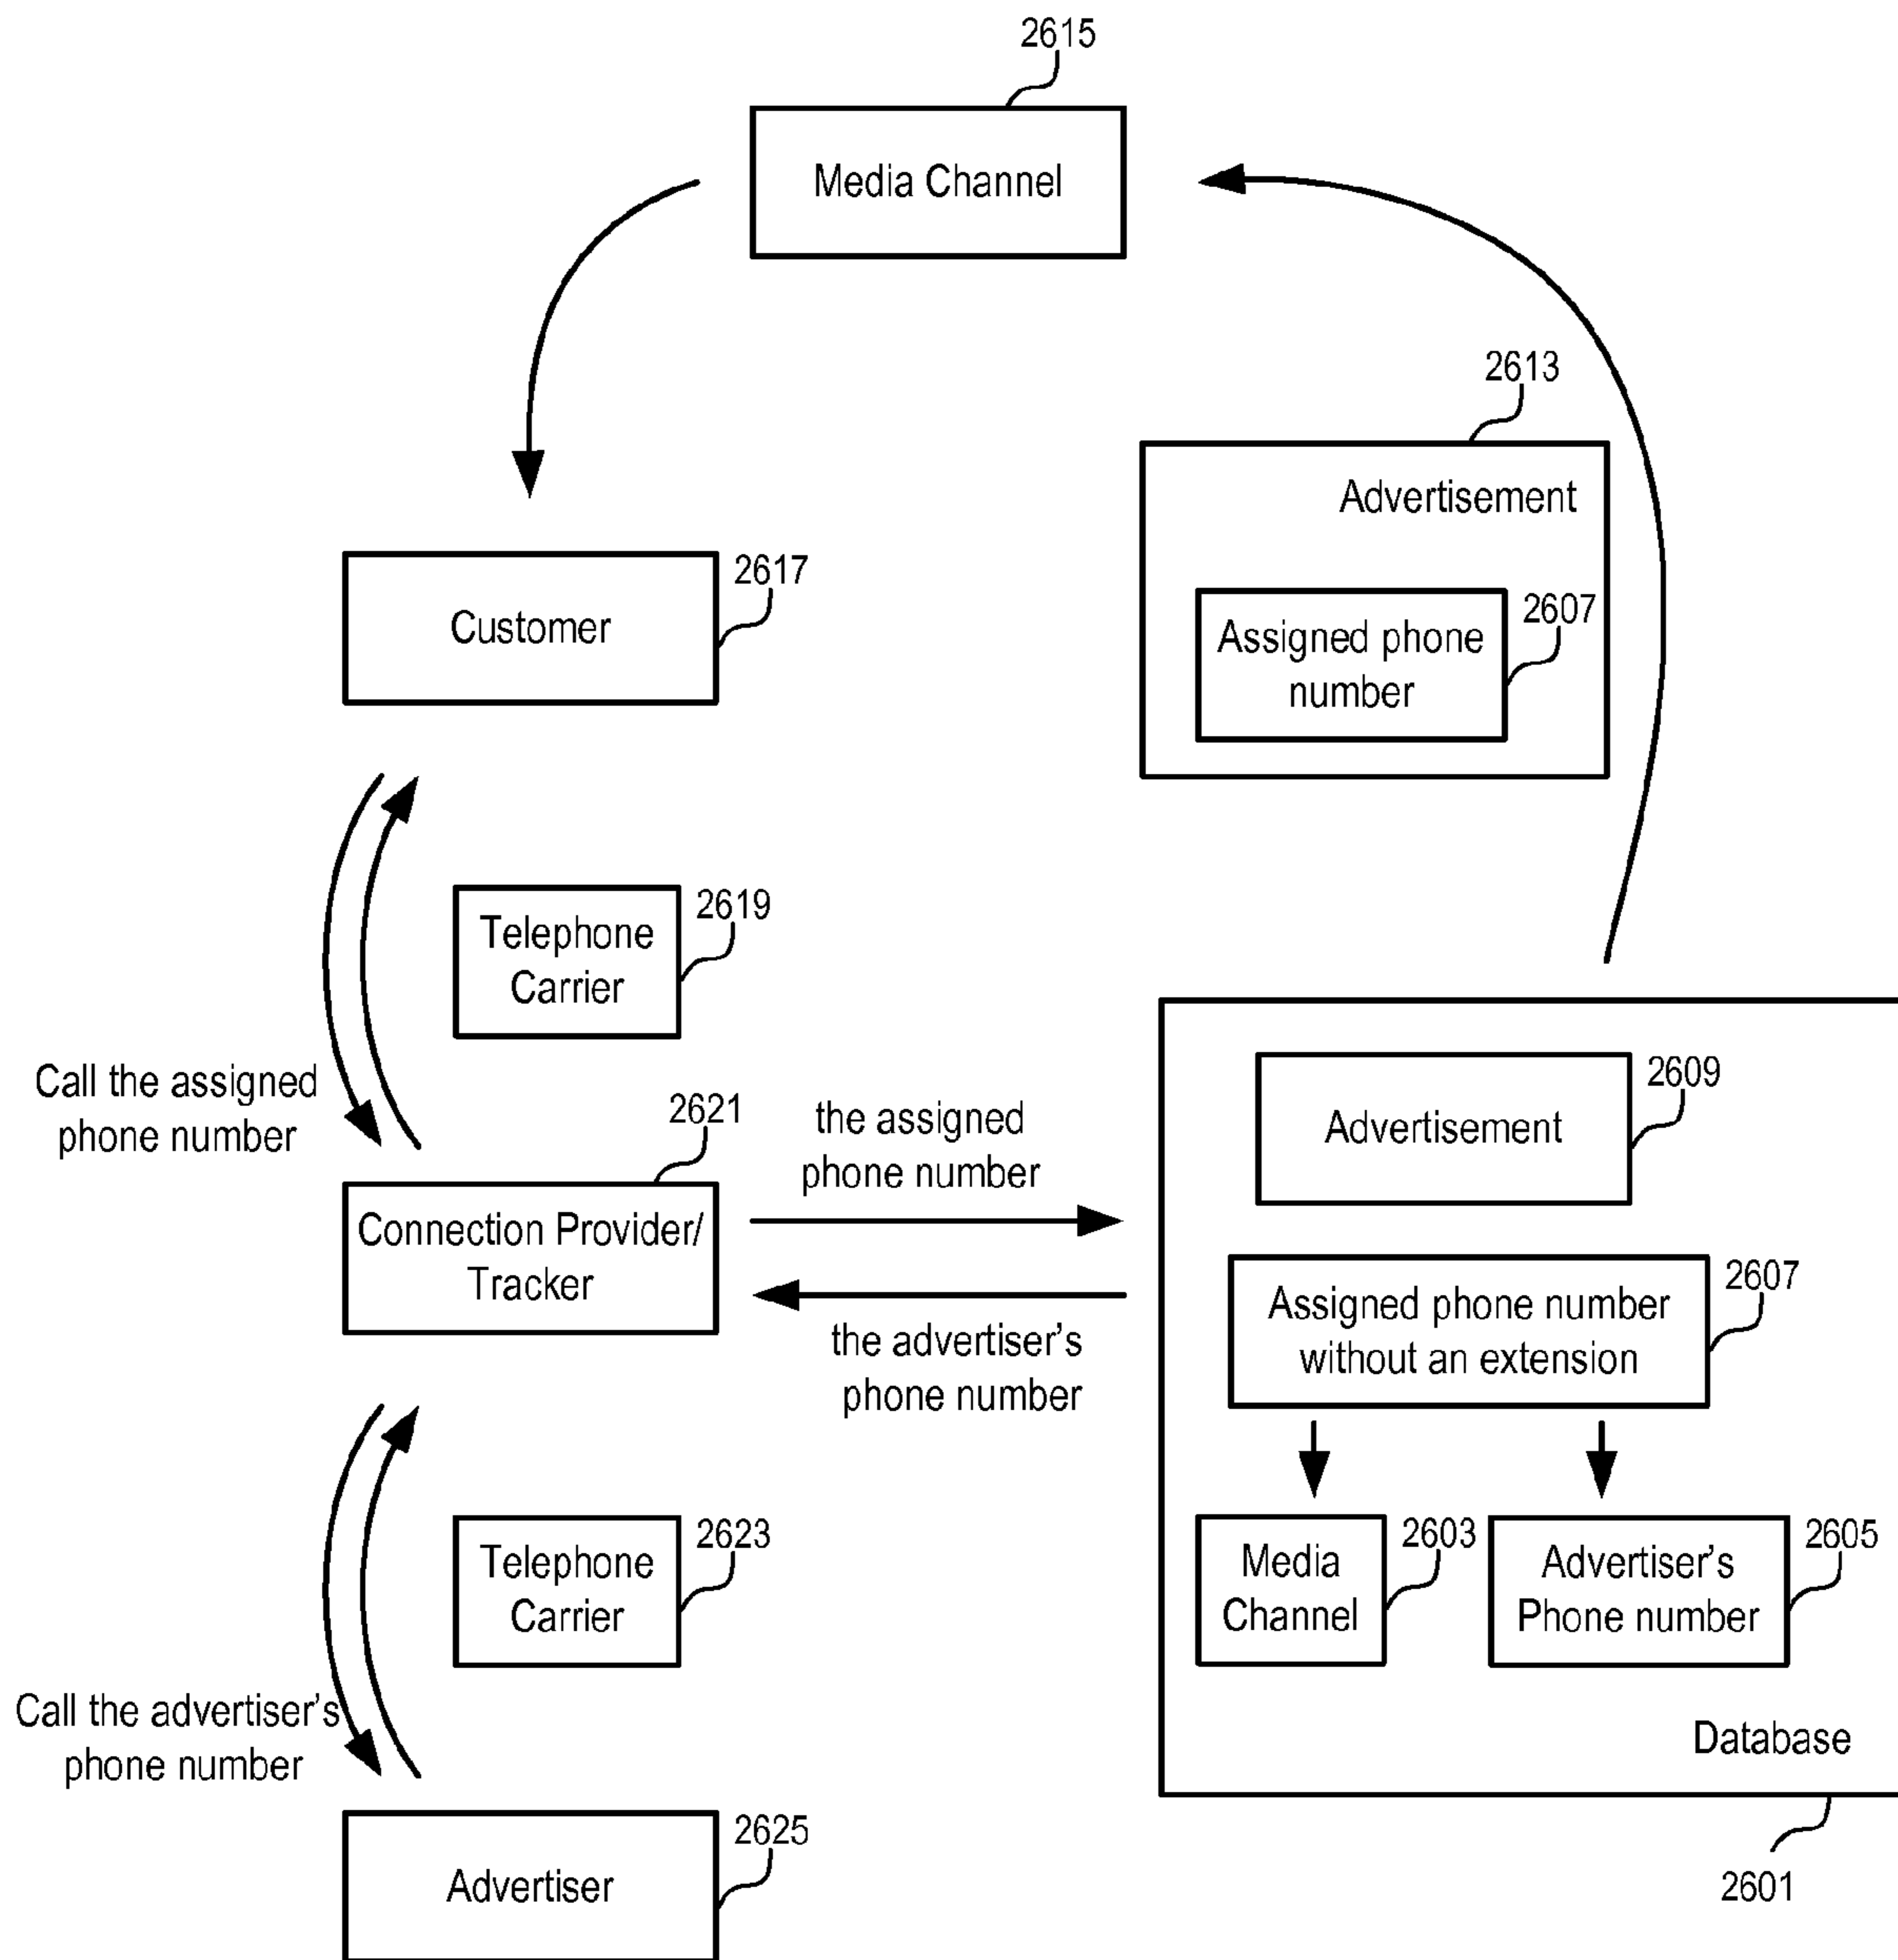 2615
Media Channel
2613
Advertisement
2607
Assigned phone
number
2617
Customer
2619
Telephone
Carrier
Call the assigned
phone number
2621
Connection Provider/
Tracker
the assigned
phone number
the advertiser's
phone number
2609
Advertisement
2607
Assigned phone number
without an extension
2603
Media
Channel
2605
Advertiser's
Phone number
Database
2601
2623
Telephone
Carrier
Call the advertiser's
phone number
2625
Advertiser